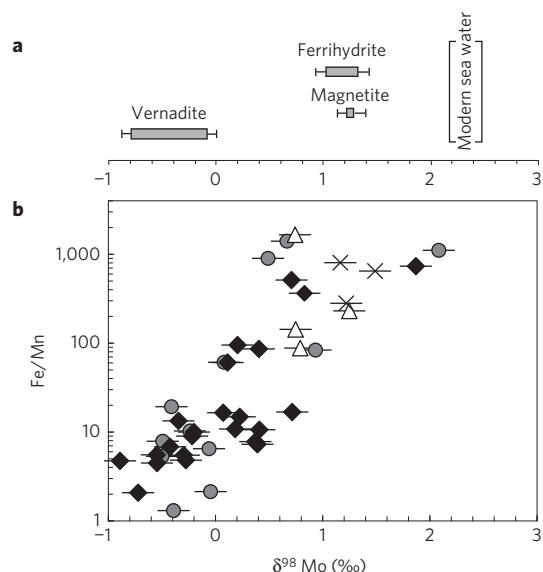 a
Ferrihydrite
Magnetite
Vernadite
Modern sea water
−1 0 1 2 3
b
1,000
100
10
1
Fe/Mn
−1 0 1 2 3
δ98 Mo (‰)